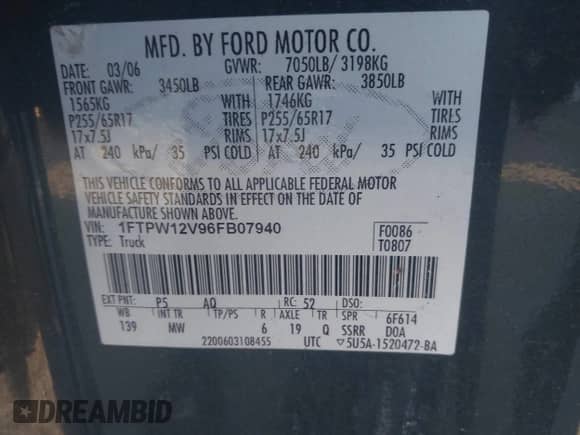 MFD. BY FORD MOTOR CO.
DATE: 03/06 GVWR: 7050LB/ 3198KG
FRONT GAWR: 3450LB REAR GAWR: 3850LB
1565KG WITH 1746KG WITH
P255/65R17 TIRES P255/65R17 TIRES
17x7.5J RIMS 17x7.5J RIMS
AT 240 kPa/ 35 PSI COLD AT 240 kPa/ 35 PSI COLD
THIS VEHICLE CONFORMS TO ALL APPLICABLE FEDERAL MOTOR
VEHICLE SAFETY STANDARDS IN EFFECT ON THE DATE OF
MANUFACTURE SHOWN ABOVE.
VIN: 1FTPW12V96FB07940 F0086
TYPE: Truck T0807
EXT PNT: P5 AQ RC: 52 DSO:
WB INT TR TP/PS R AXLE TR SPR 6F614
139 MW 6 19 Q SSRR D0A
2200603108455 UTC ▽5U5A-1520472-BA
DREAMBID